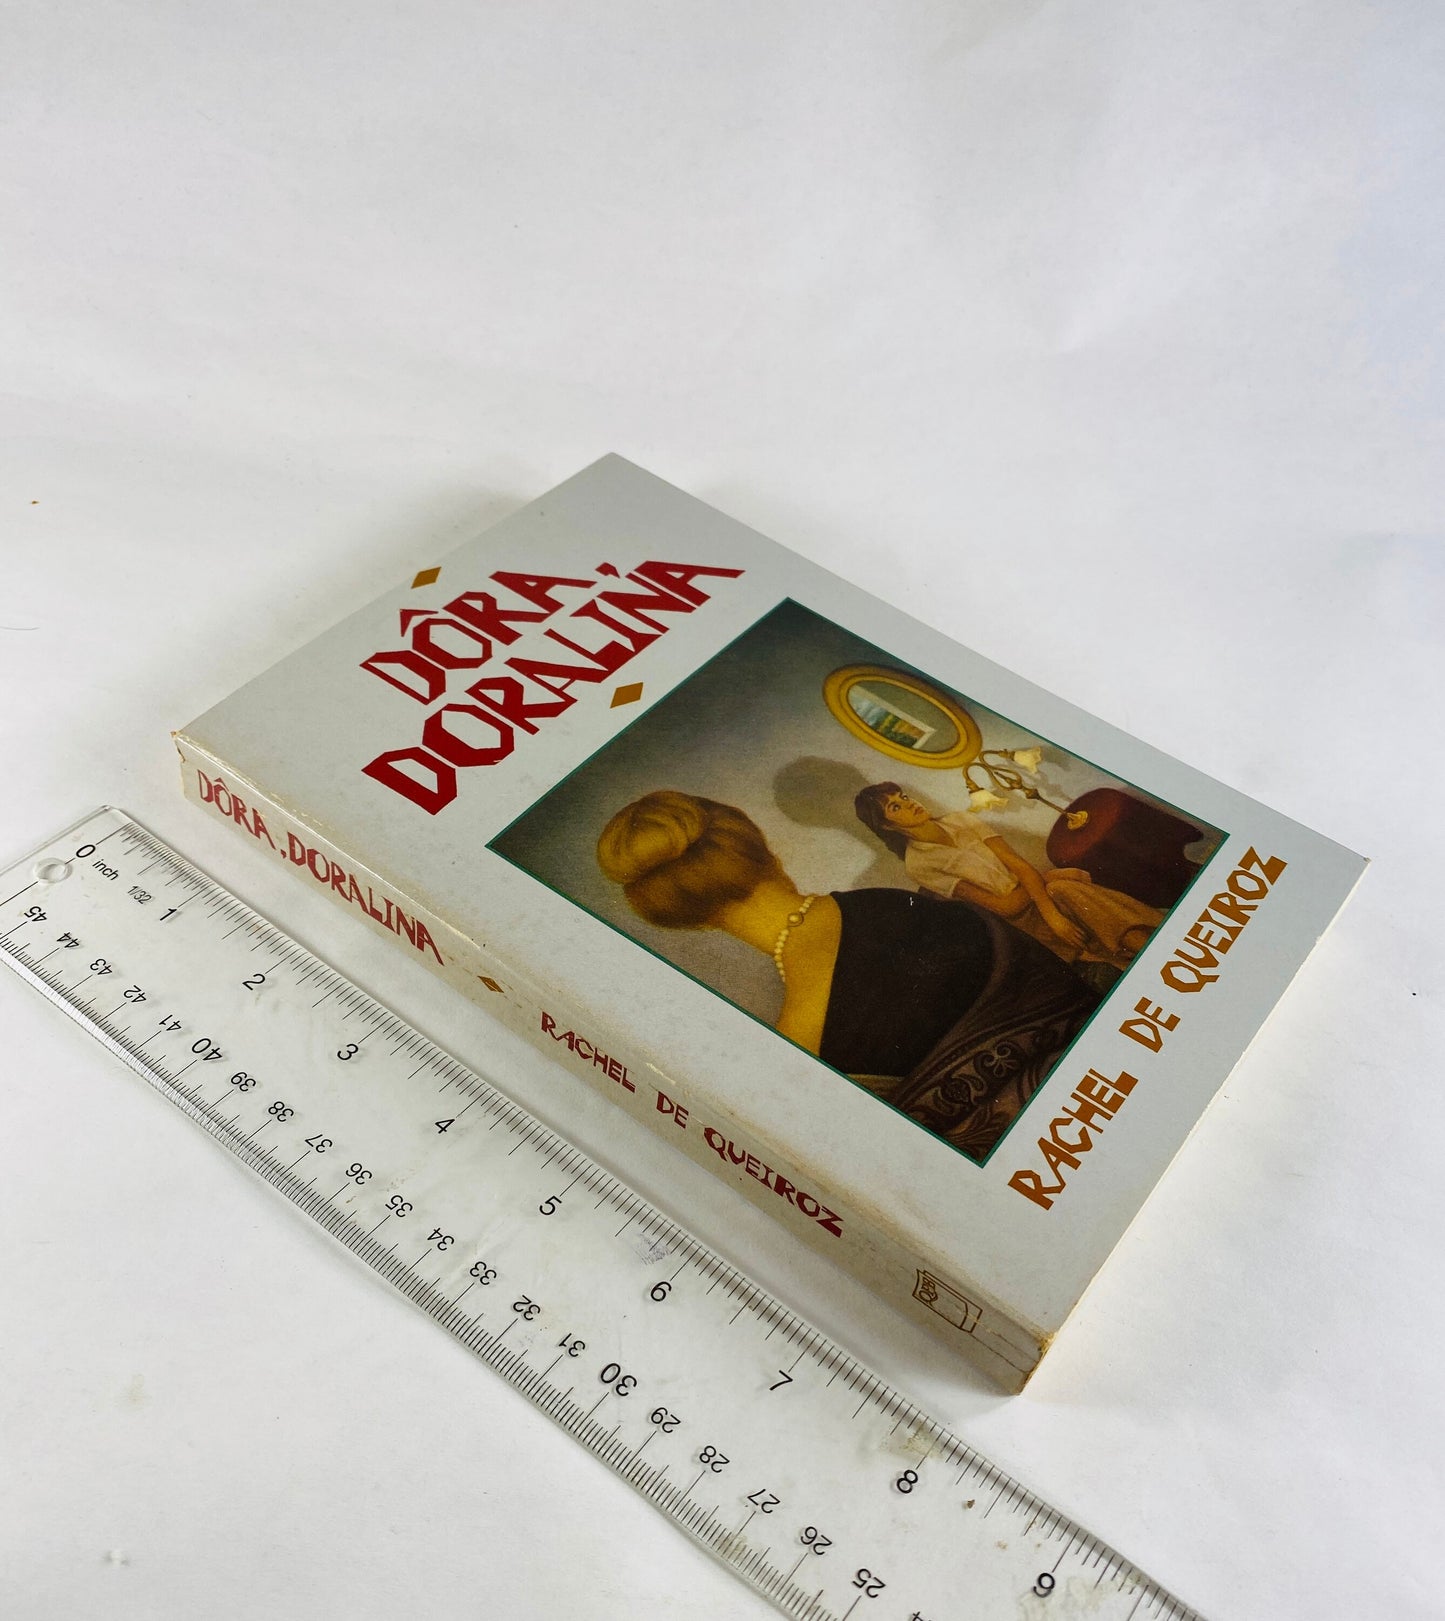 DÔRA,
DORALINA
RACHEL DE QUEIROZ
DÔRA, DORALINA RACHEL DE QUEIROZ
0 inch 1/32 1 2 3 4 5 6 7 8 9
45 44 43 42 41 40 39 38 37 36 35 34 33 32 31 30 29 28 27 26 25